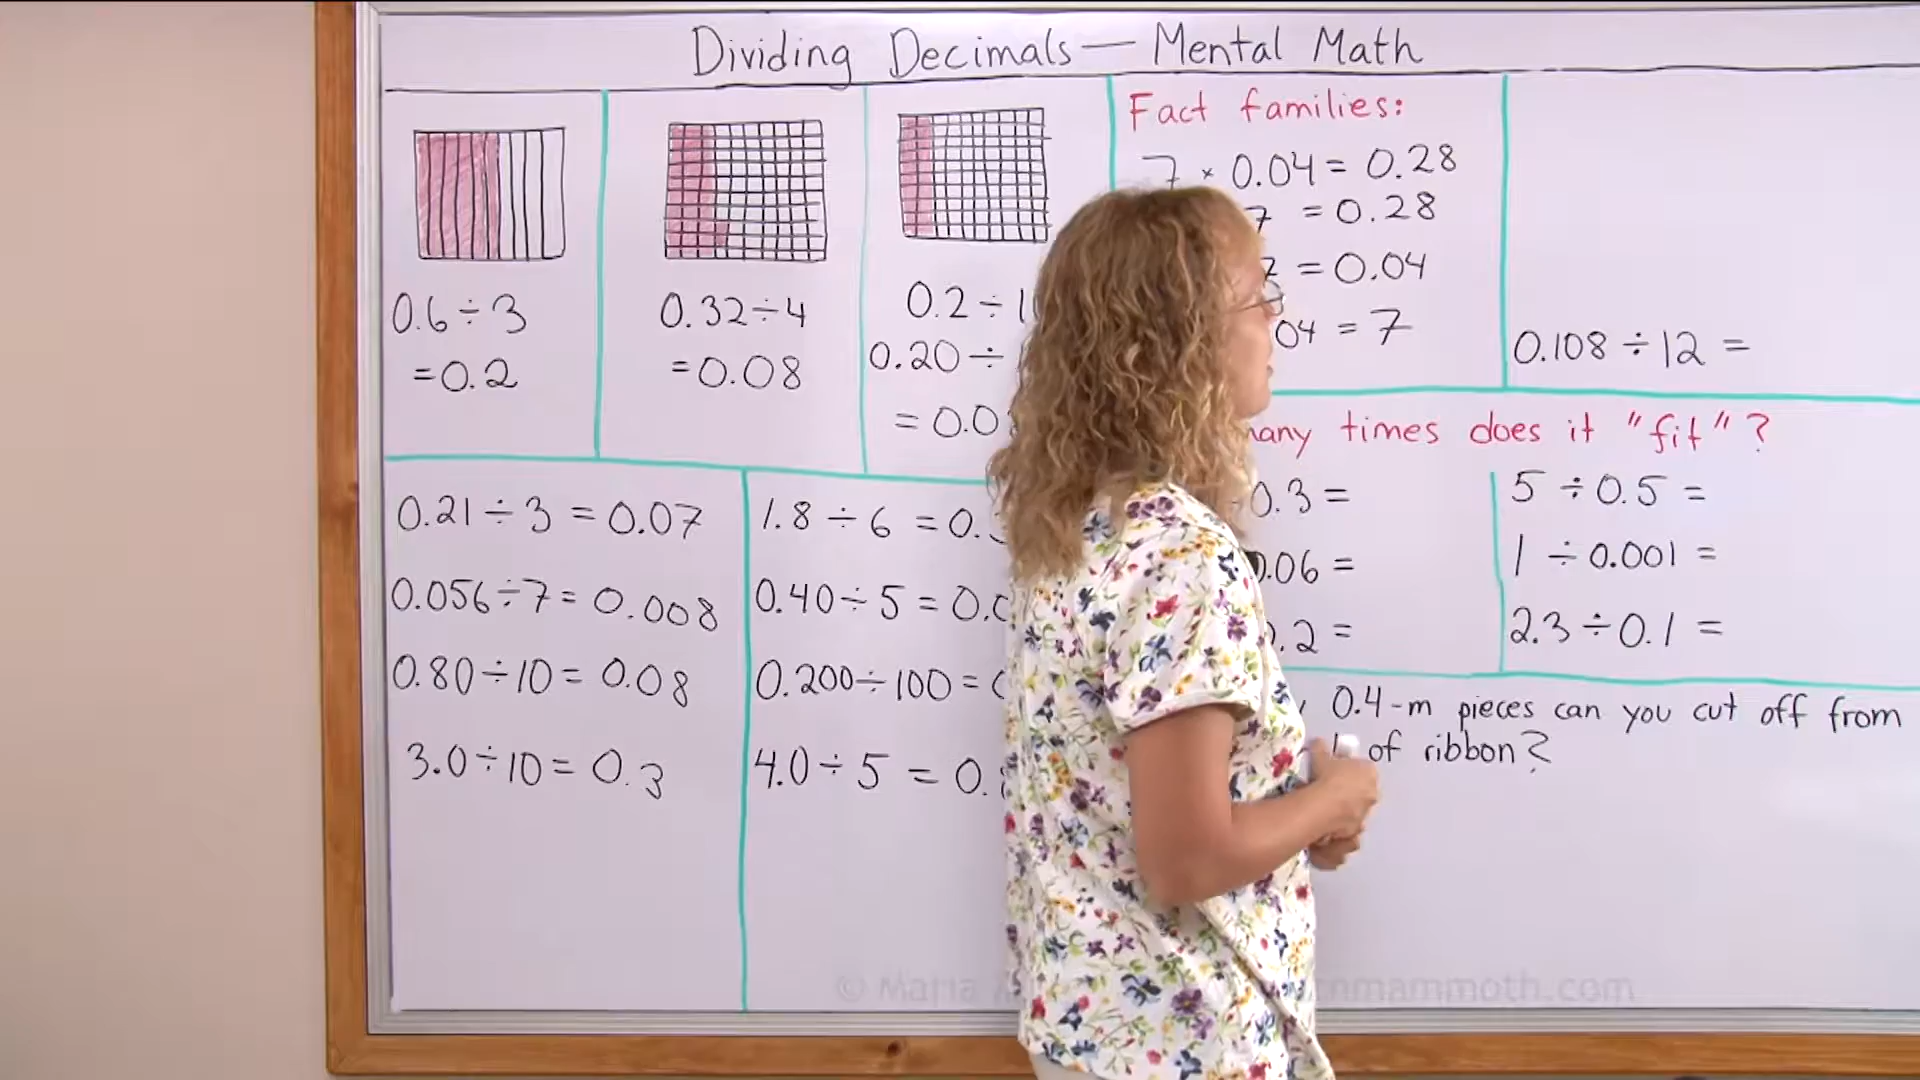 Dividing Decimals — Mental Math
0.6 ÷ 3
= 0.2
0.32 ÷ 4
= 0.08
0.2 ÷
0.20 ÷
= 0.0
Fact families:
7 × 0.04 = 0.28
7 = 0.28
= 0.04
04 = 7
0.108 ÷ 12 =
0.21 ÷ 3 = 0.07
0.056 ÷ 7 = 0.008
0.80 ÷ 10 = 0.08
3.0 ÷ 10 = 0.3
1.8 ÷ 6 = 0.
0.40 ÷ 5 = 0.0
0.200 ÷ 100 =
4.0 ÷ 5 = 0.
times does it "fit"?
0.3 =
0.06 =
.2 =
5 ÷ 0.5 =
1 ÷ 0.001 =
2.3 ÷ 0.1 =
0.4-m pieces can you cut off from
of ribbon?
© Maria
mmammoth.com